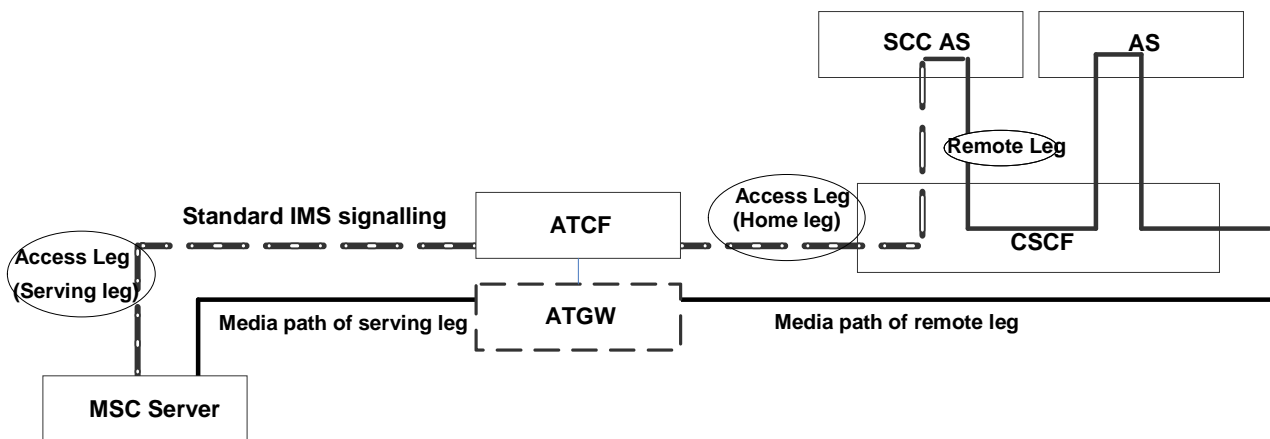 SCC AS
AS
Remote Leg
Access Leg
(Home leg)
Standard IMS signalling
ATCF
CSCF
Access Leg
(Serving leg)
ATGW
Media path of serving leg
Media path of remote leg
MSC Server